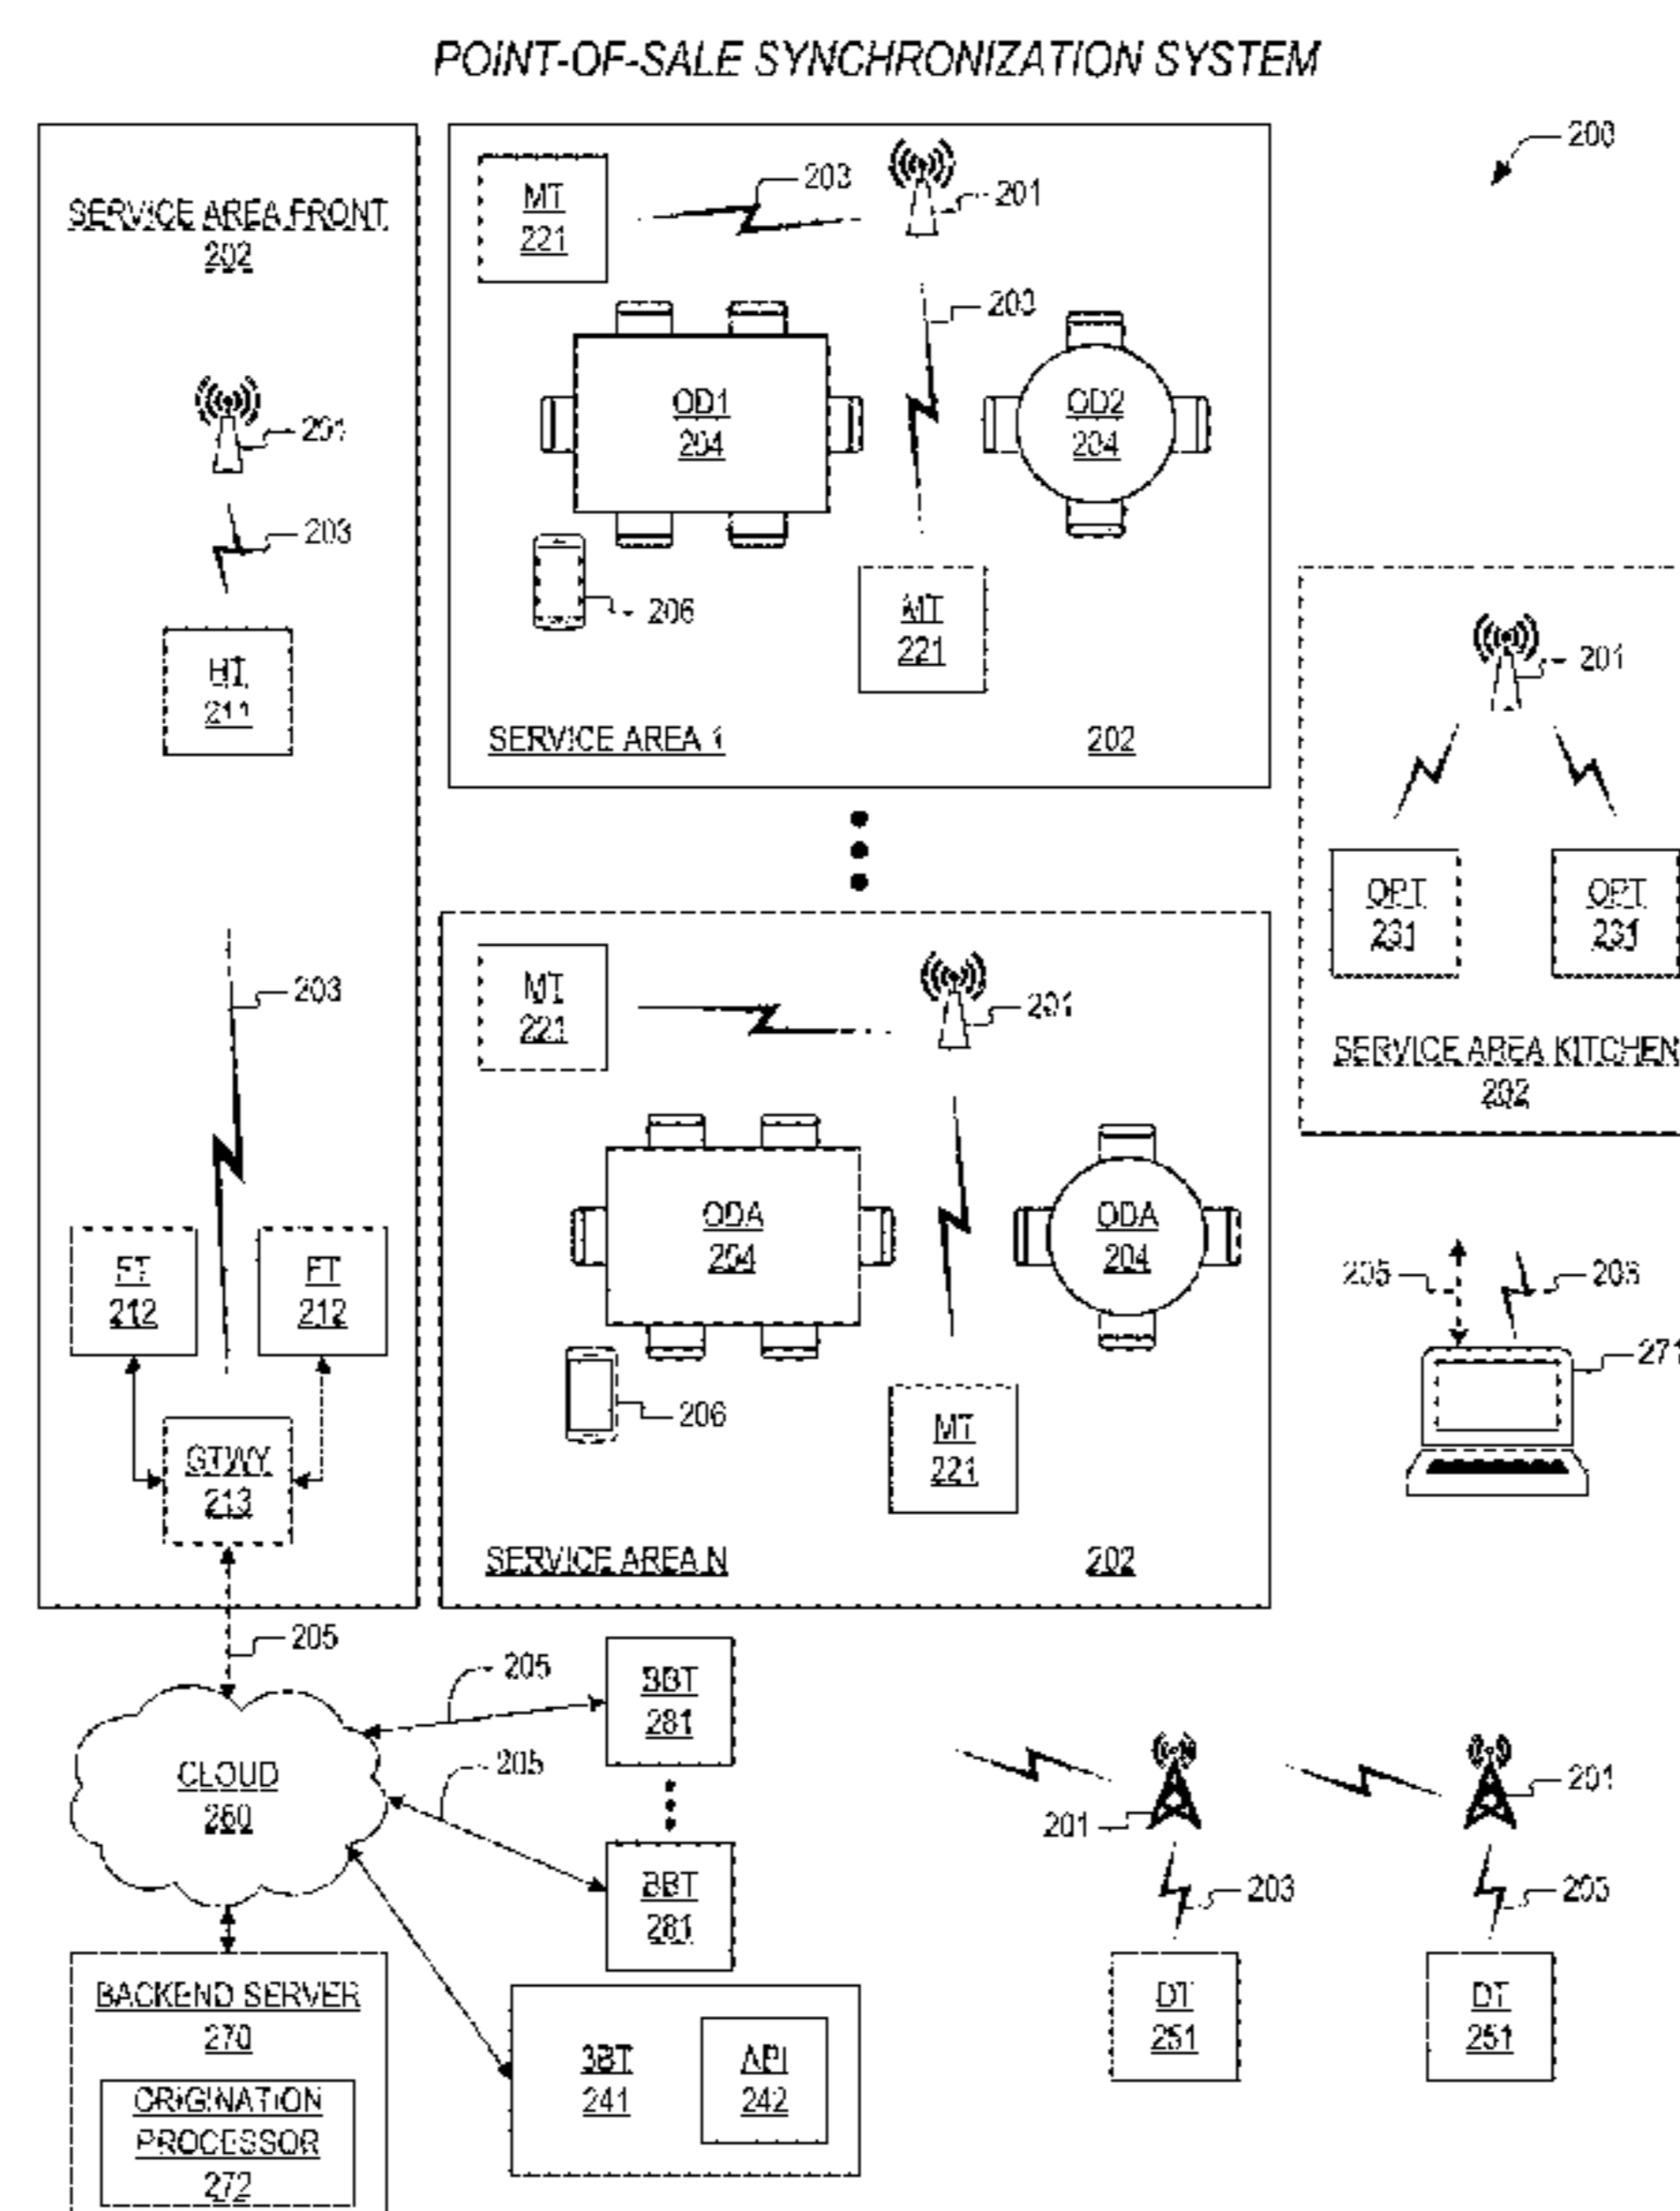 POINT-OF-SALE SYNCHRONIZATION SYSTEM
200
SERVICE AREA FRONT
202
201
203
HT
211
203
FT
212
FT
212
GTWY
213
205
MT
221
203
201
203
OD1
204
OD2
204
206
MT
221
SERVICE AREA 1
202
MT
221
201
ODA
204
ODA
204
206
MT
221
SERVICE AREA N
202
201
OPT
231
OPT
231
SERVICE AREA KITCHEN
202
205
203
271
CLOUD
260
205
205
BBT
281
BBT
281
BACKEND SERVER
270
ORIGINATION
PROCESSOR
272
241
API
242
201
201
203
203
DT
251
DT
251